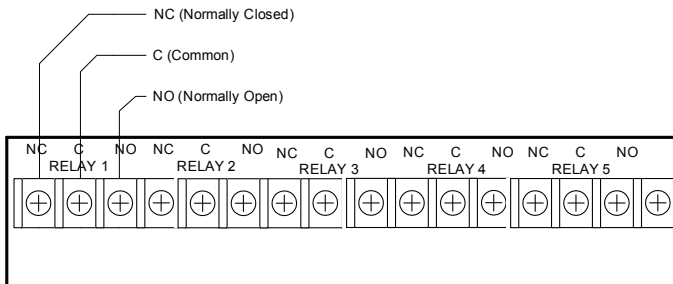 NC (Normally Closed)
C (Common)
NO (Normally Open)
NC C NO NC C NO NC C NO NC C NO NC C NO
RELAY 1 RELAY 2 RELAY 3 RELAY 4 RELAY 5